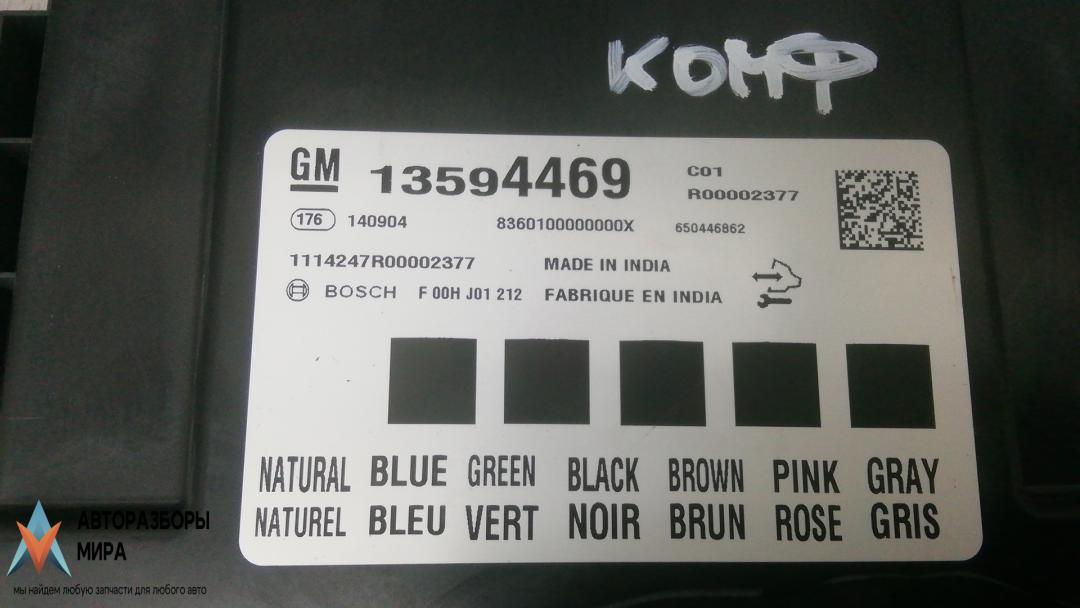 КОМФ
GM 13594469 C01
R00002377
176 140904 8360100000000X 650446862
1114247R00002377 MADE IN INDIA
BOSCH F 00H J01 212 FABRIQUE EN INDIA
NATURAL BLUE GREEN BLACK BROWN PINK GRAY
NATUREL BLEU VERT NOIR BRUN ROSE GRIS
АВТОРАЗБОРЫ
МИРА
мы найдем любую запчасти для любого авто